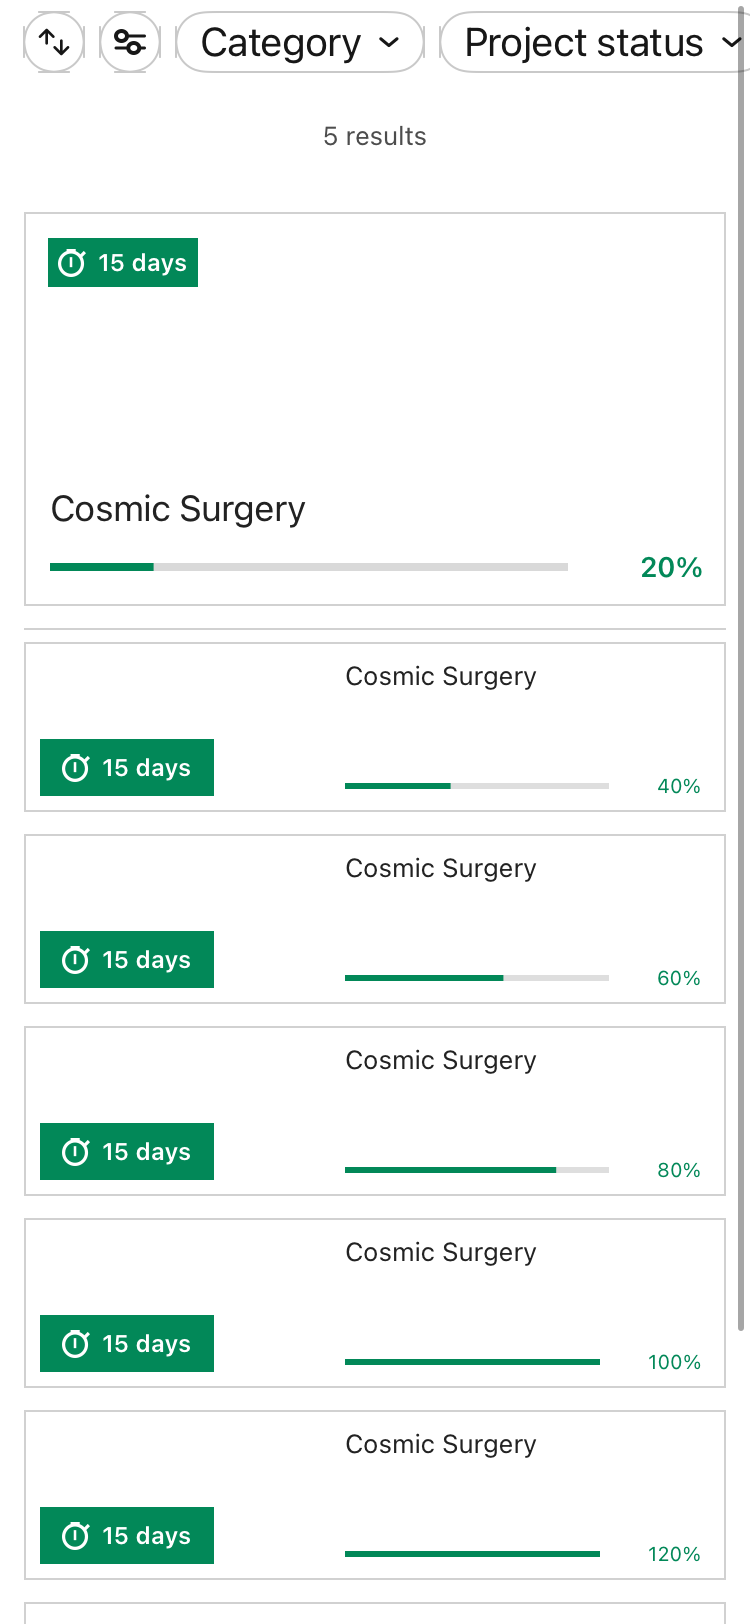 Category
Project status
5 results
15 days
Cosmic Surgery
20%
Cosmic Surgery
15 days
40%
Cosmic Surgery
15 days
60%
Cosmic Surgery
15 days
80%
Cosmic Surgery
15 days
100%
Cosmic Surgery
15 days
120%